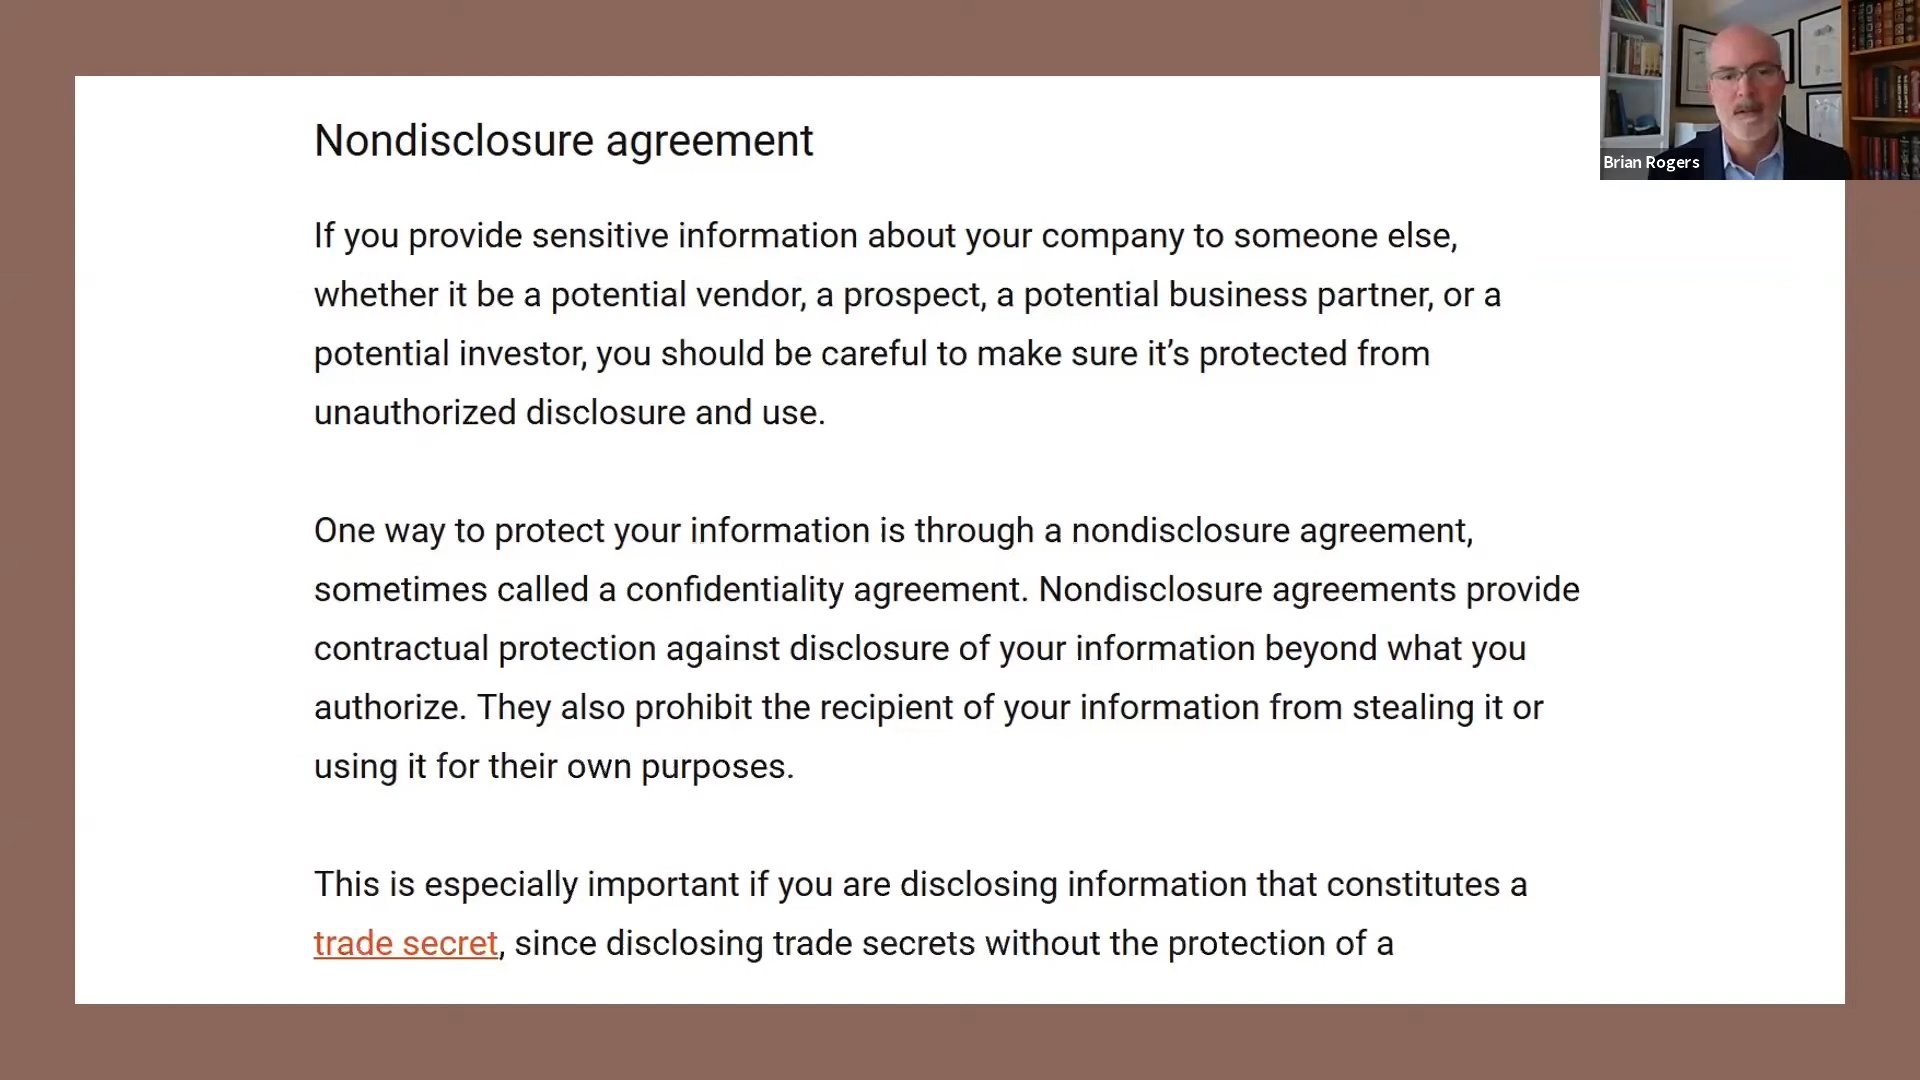 Nondisclosure agreement
If you provide sensitive information about your company to someone else,
whether it be a potential vendor, a prospect, a potential business partner, or a
potential investor, you should be careful to make sure it’s protected from
unauthorized disclosure and use.
One way to protect your information is through a nondisclosure agreement,
sometimes called a confidentiality agreement. Nondisclosure agreements provide
contractual protection against disclosure of your information beyond what you
authorize. They also prohibit the recipient of your information from stealing it or
using it for their own purposes.
This is especially important if you are disclosing information that constitutes a
trade secret, since disclosing trade secrets without the protection of a
Brian Rogers